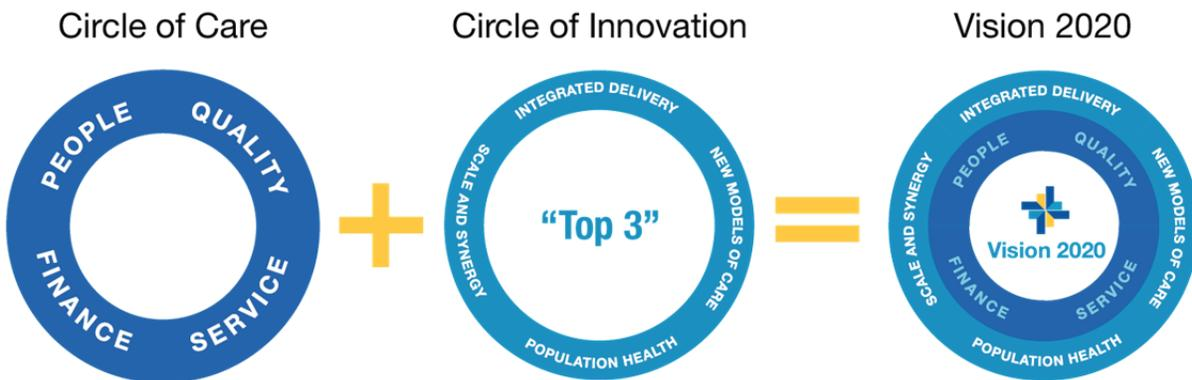 Circle of Care
PEOPLE
QUALITY
FINANCE
SERVICE
Circle of Innovation
INTEGRATED DELIVERY
SCALE AND SYNERGY
NEW MODELS OF CARE
“Top 3”
POPULATION HEALTH
Vision 2020
INTEGRATED DELIVERY
PEOPLE
QUALITY
SCALE AND SYNERGY
NEW MODELS OF CARE
Vision 2020
FINANCE
SERVICE
POPULATION HEALTH